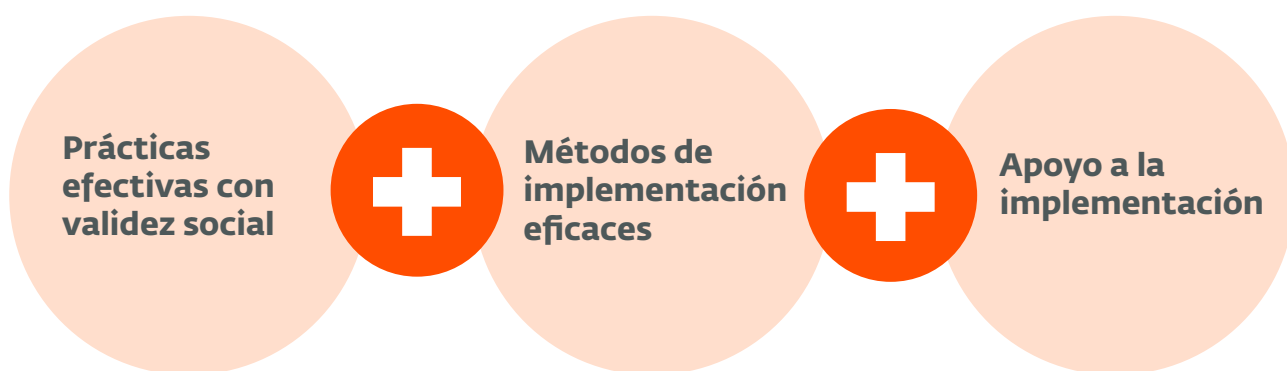 Prácticas
efectivas con
validez social
Métodos de
implementación
eficaces
Apoyo a la
implementación